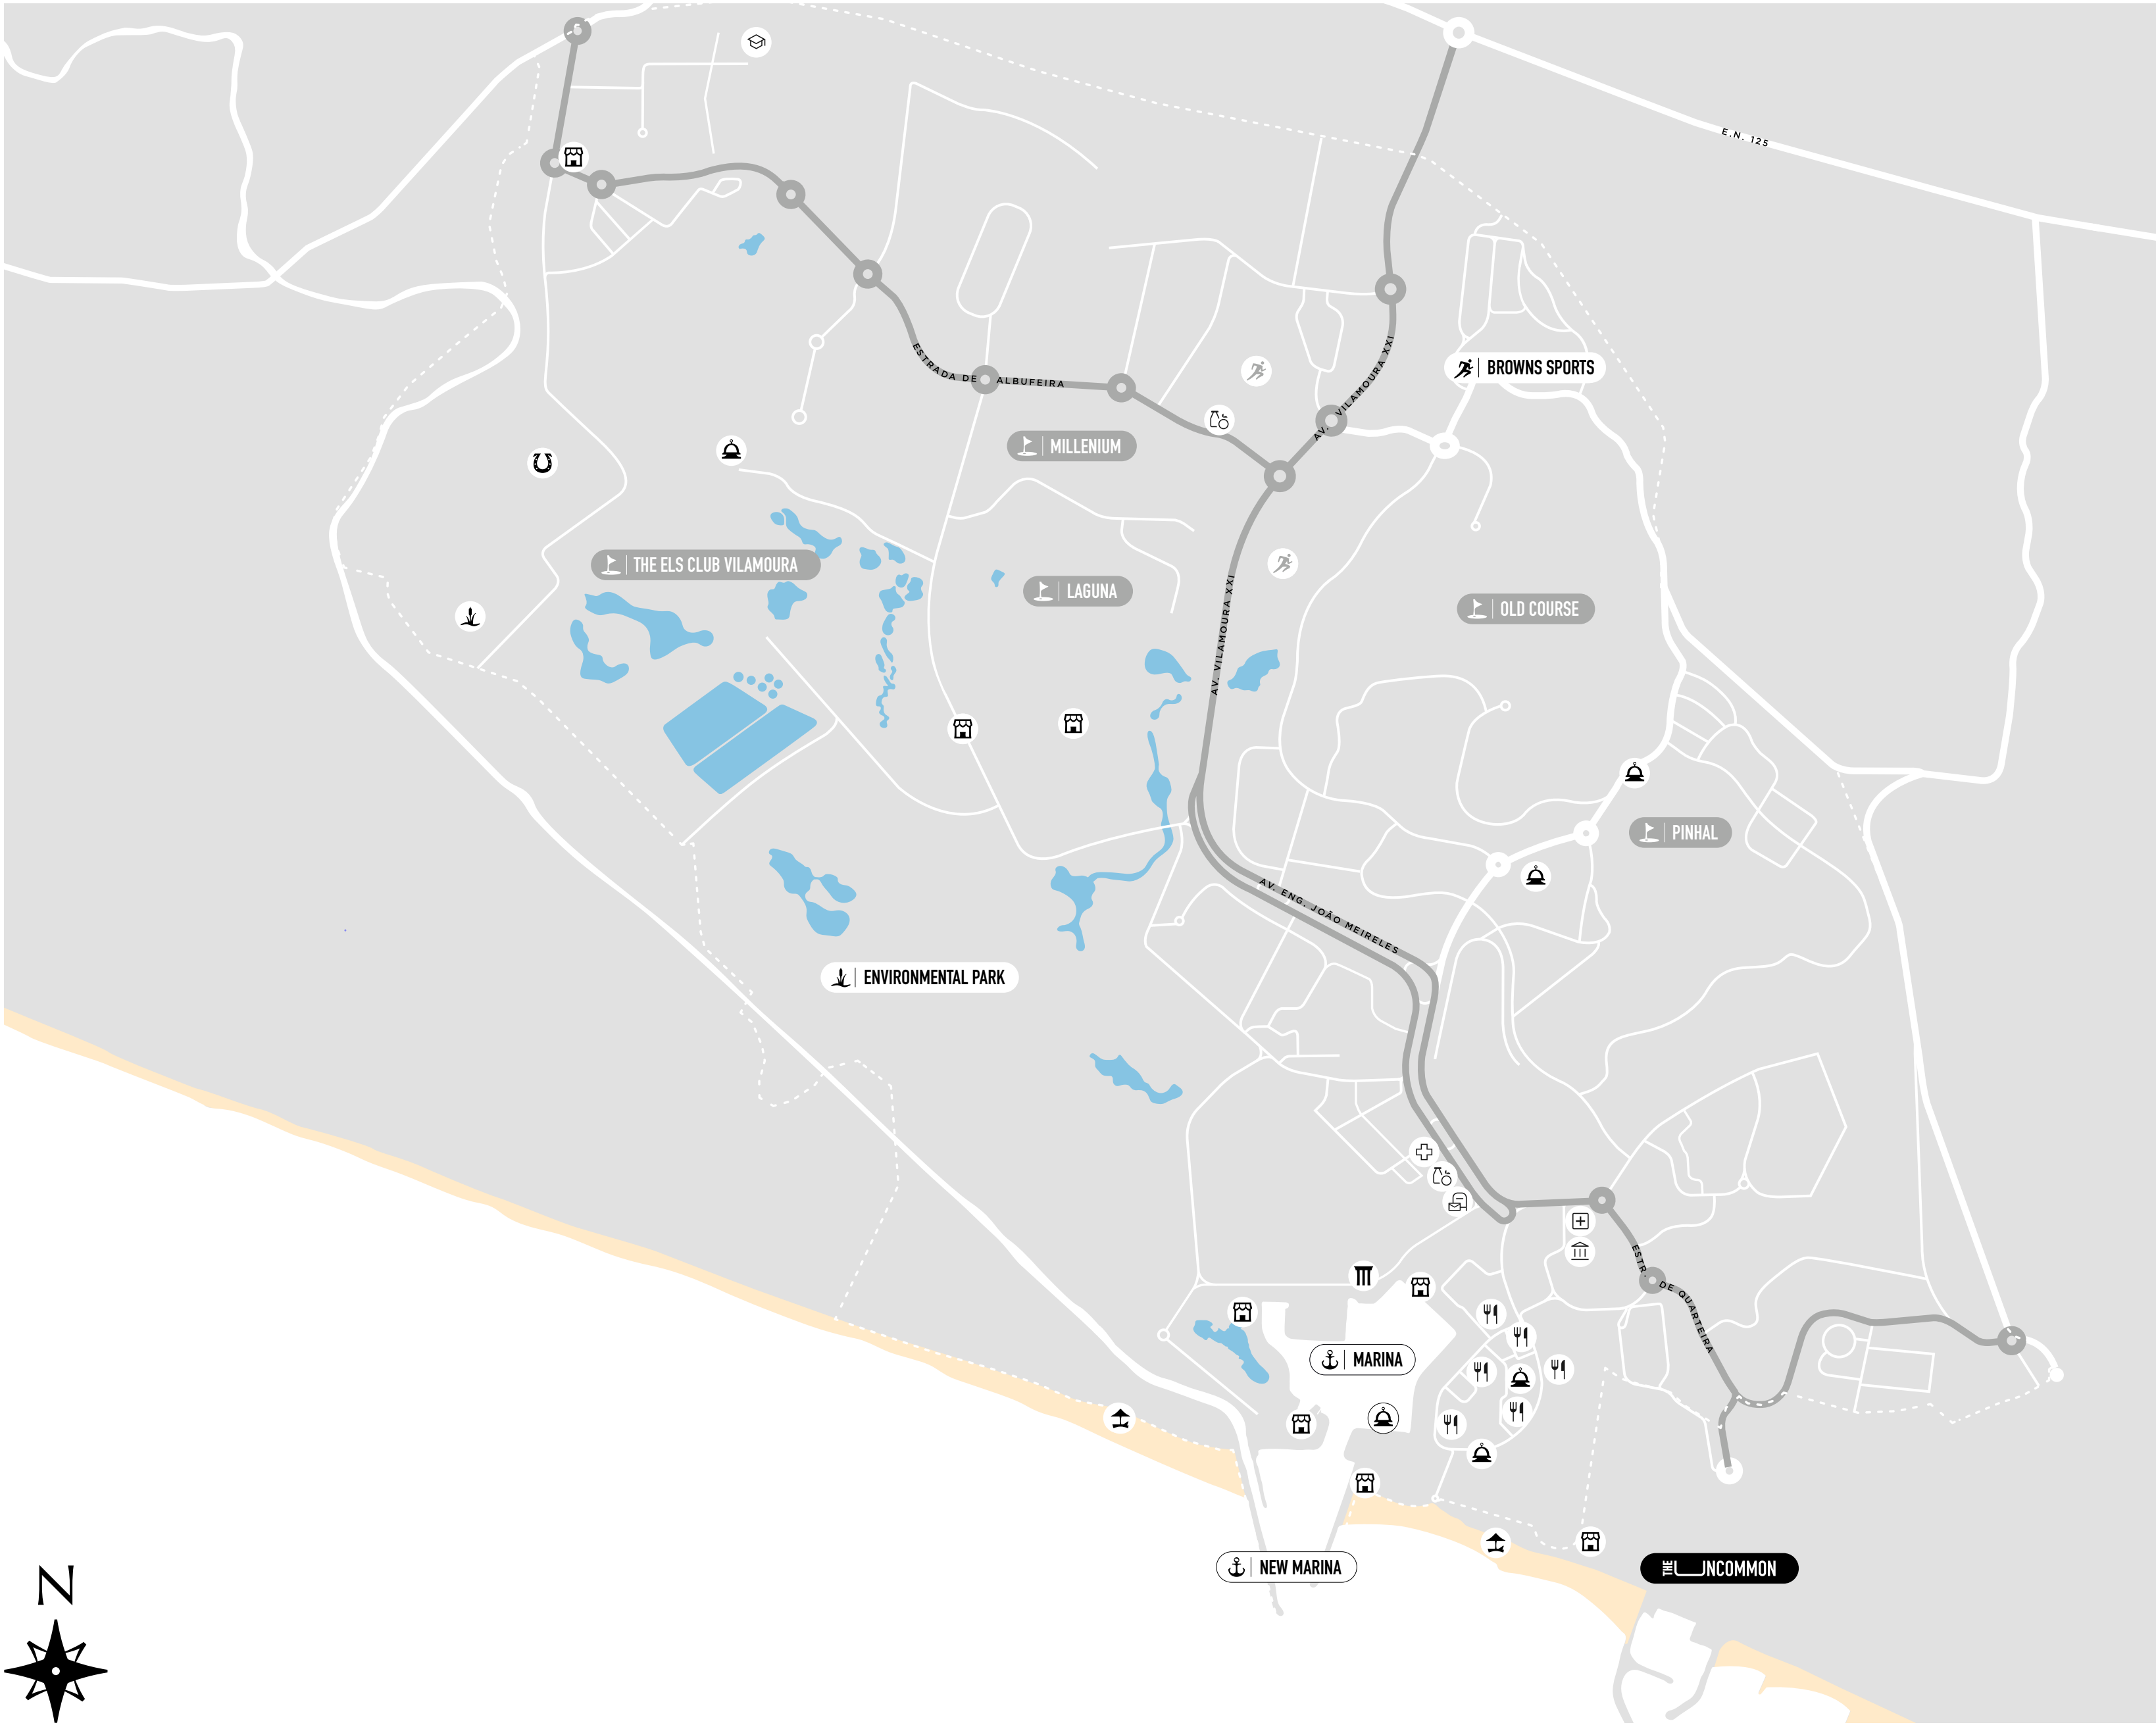 E.N. 125
AV. VILAMOURA XXI
BROWNS SPORTS
ESTRADA DE ALBUFEIRA
MILLENIUM
THE ELS CLUB VILAMOURA
LAGUNA
OLD COURSE
AV. VILAMOURA XXI
PINHAL
AV. ENG. JOÃO MEIRELES
ENVIRONMENTAL PARK
ESTR. DE QUARTEIRA
MARINA
NEW MARINA
THE UNCOMMON
N